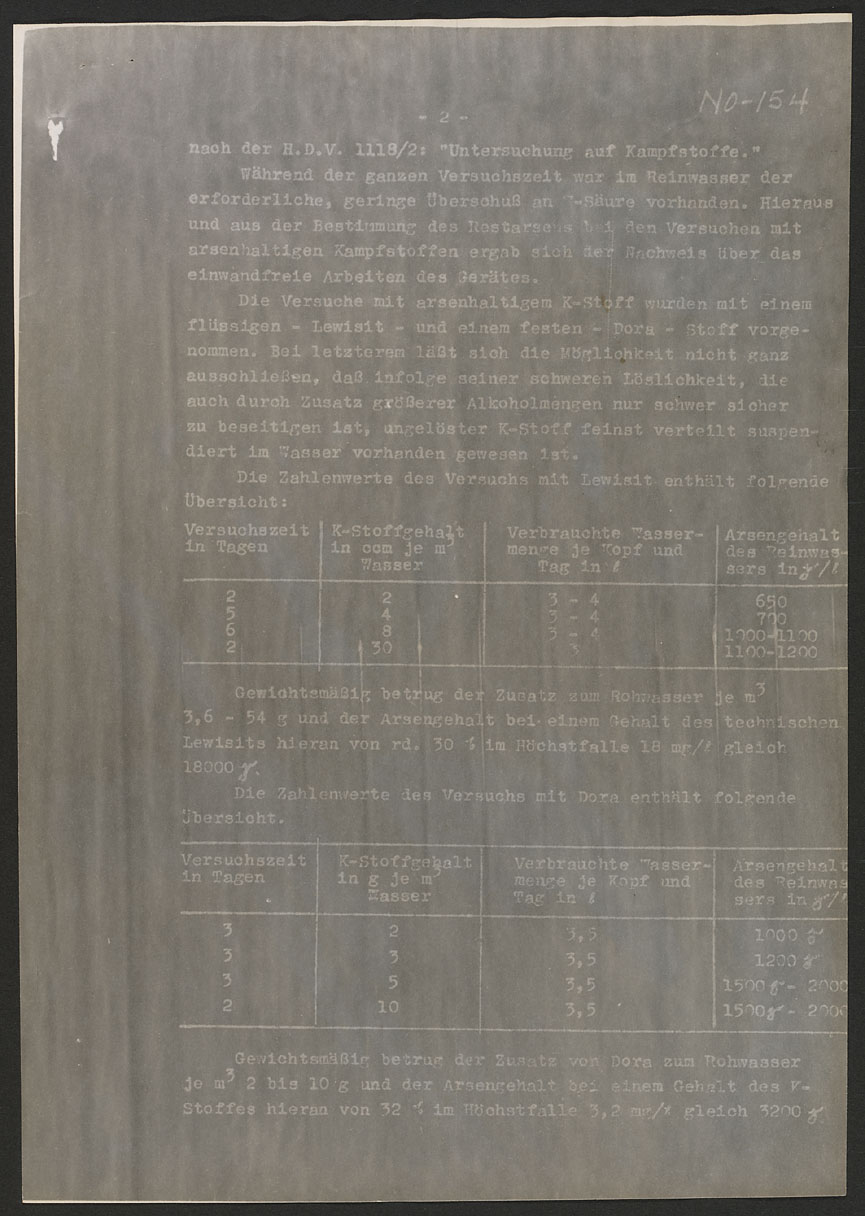 NO-154
- 2 -
nach der H.D.V. 1118/2: "Untersuchung auf Kampfstoffe."
Während der ganzen Versuchszeit war im Reinwasser der
erforderliche, geringe Überschuß an -Säure vorhanden. Hieraus
und aus der Bestimmung des Restarsens bei den Versuchen mit
arsenhaltigen Kampfstoffen ergab sich der Nachweis über das
einwandfreie Arbeiten des Gerätes.
Die Versuche mit arsenhaltigem K-Stoff wurden mit einem
flüssigen - Lewisit - und einem festen - Dora - Stoff vorge-
nommen. Bei letzterem läßt sich die Möglichkeit nicht ganz
ausschließen, daß infolge seiner schweren Löslichkeit, die
auch durch Zusatz größerer Alkoholmengen nur schwer sicher
zu beseitigen ist, ungelöster K-Stoff feinst verteilt suspen-
diert im Wasser vorhanden gewesen ist.
Die Zahlenwerte des Versuchs mit Lewisit enthält folgende
Übersicht:
Versuchszeit K-Stoffgehalt Verbrauchte Wasser- Arsengehalt
in Tagen in ccm je m³ menge je Kopf und des Reinwas-
Wasser Tag in ℓ sers in γ/ℓ
2 2 3 - 4 650
5 4 3 - 4 700
6 8 3 - 4 1000-1100
2 30 3 1100-1200
Gewichtsmäßig betrug der Zusatz zum Rohwasser je m³
3,6 - 54 g und der Arsengehalt bei einem Gehalt des technischen
Lewisits hieran von rd. 30 % im Höchstfalle 18 mg/ℓ gleich
18000 γ.
Die Zahlenwerte des Versuchs mit Dora enthält folgende
Übersicht.
Versuchszeit K-Stoffgehalt Verbrauchte Wasser- Arsengehalt
in Tagen in g je m³ menge je Kopf und des Reinwas
Wasser Tag in ℓ sers in γ/ℓ
3 2 3,5 1000 γ
3 3 3,5 1200 γ
3 5 3,5 1500 γ - 2000
2 10 3,5 1500 γ - 2000
Gewichtsmäßig betrug der Zusatz von Dora zum Rohwasser
je m³ 2 bis 10 g und der Arsengehalt bei einem Gehalt des K-
Stoffes hieran von 32 % im Höchstfalle 3,2 mg/ℓ gleich 3200 γ